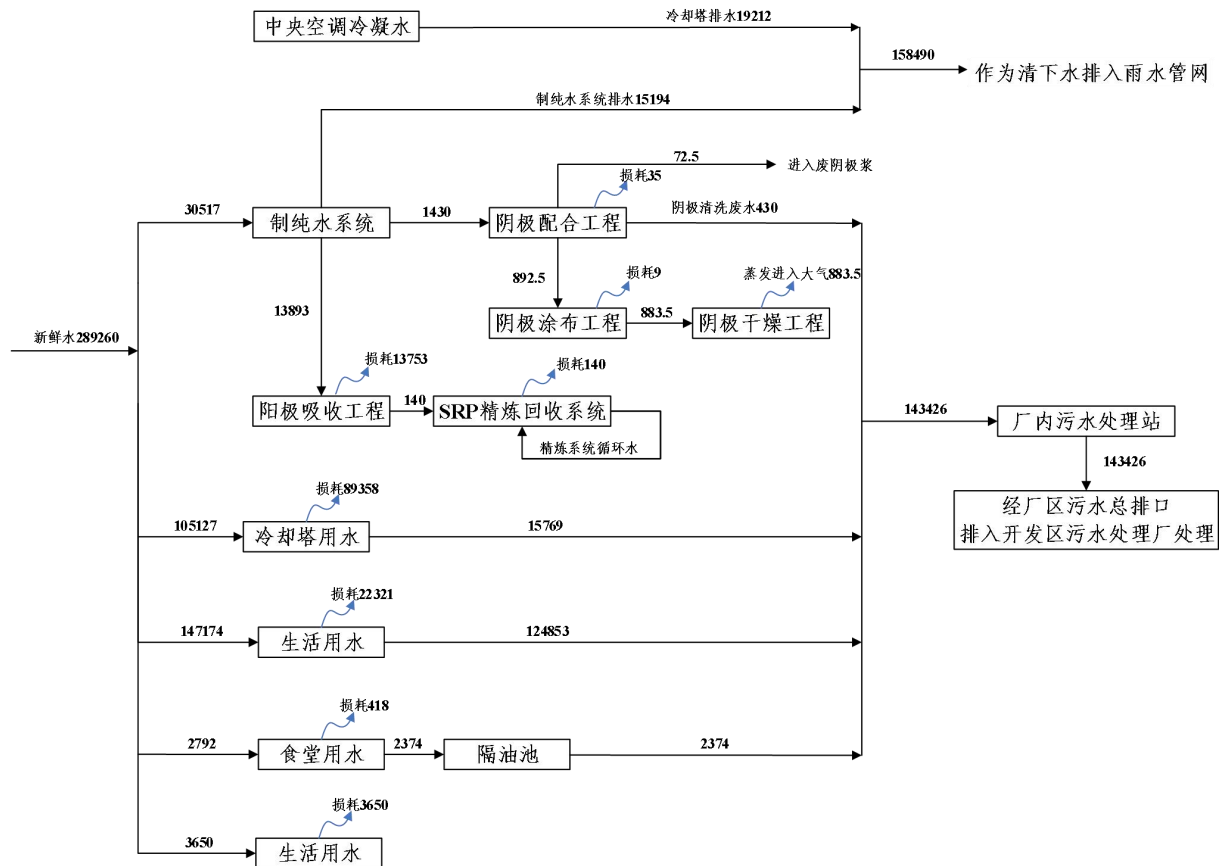 中央空调冷凝水
冷却塔排水19212
158490
作为清下水排入雨水管网
制纯水系统排水15194
72.5
进入废阴极浆
损耗35
30517
制纯水系统
1430
阴极配合工程
阴极清洗废水430
892.5
损耗9
蒸发进入大气883.5
13893
阴极涂布工程
883.5
阴极干燥工程
新鲜水289260
损耗13753
损耗140
阳极吸收工程
140
SRP精炼回收系统
精炼系统循环水
143426
厂内污水处理站
143426
经厂区污水总排口
排入开发区污水处理厂处理
损耗89358
105127
冷却塔用水
15769
损耗22321
147174
生活用水
124853
损耗418
2792
食堂用水
2374
隔油池
2374
损耗3650
3650
生活用水